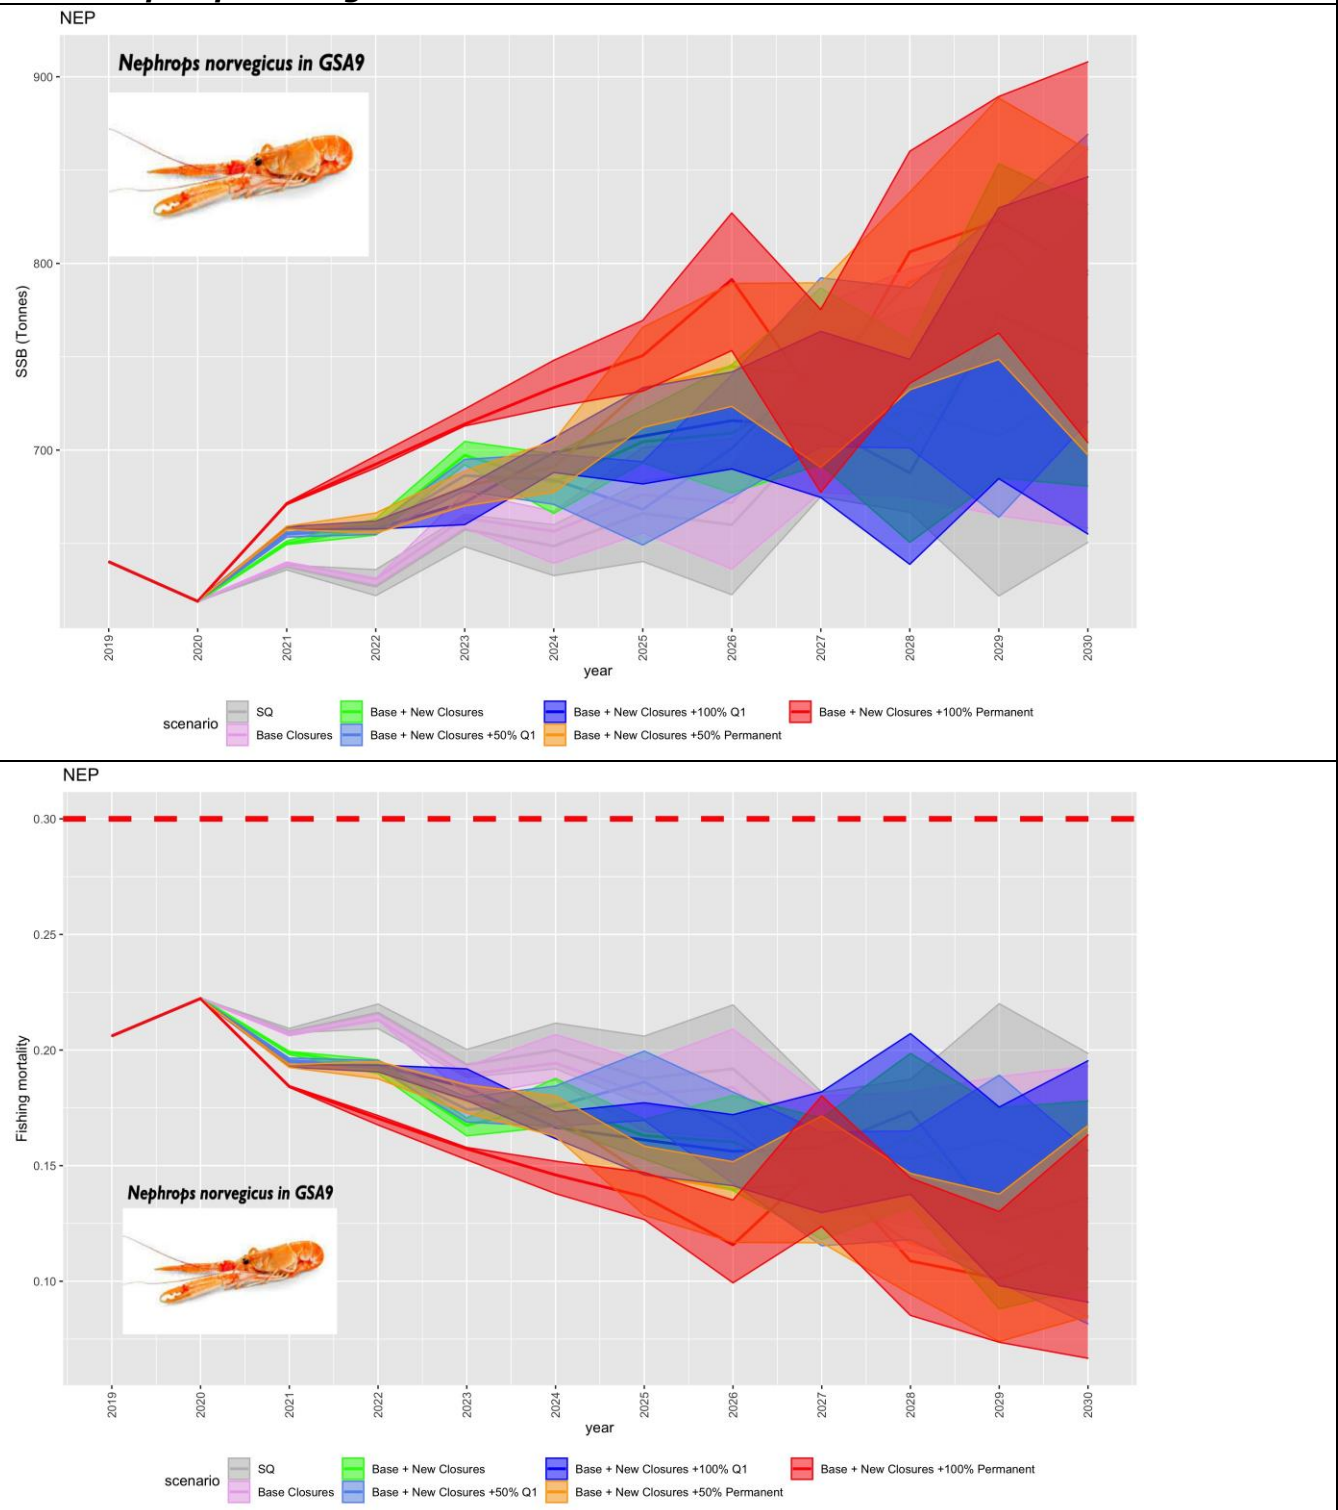 NEP
Nephrops norvegicus in GSA9
900
800
700
SSB (Tonnes)
2019 2020 2021 2022 2023 2024 2025 2026 2027 2028 2029 2030
year
scenario
SQ
Base + New Closures
Base + New Closures +100% Q1
Base + New Closures +100% Permanent
Base Closures
Base + New Closures +50% Q1
Base + New Closures +50% Permanent
NEP
0.30
0.25
0.20
0.15
0.10
Fishing mortality
Nephrops norvegicus in GSA9
2019 2020 2021 2022 2023 2024 2025 2026 2027 2028 2029 2030
year
scenario
SQ
Base + New Closures
Base + New Closures +100% Q1
Base + New Closures +100% Permanent
Base Closures
Base + New Closures +50% Q1
Base + New Closures +50% Permanent